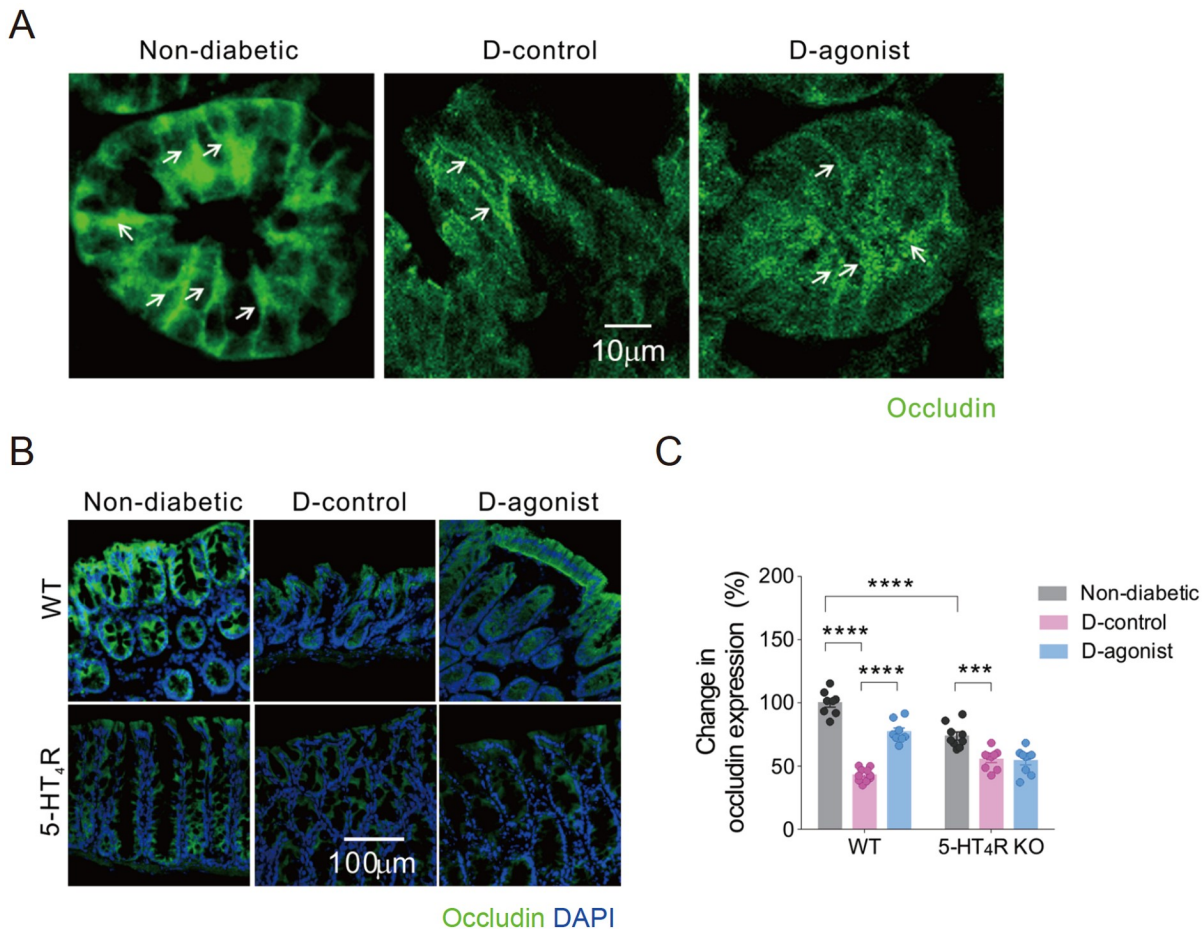 A
Non-diabetic D-control D-agonist
10μm
Occludin
B
Non-diabetic D-control D-agonist
WT
5-HT₄R
100μm
Occludin DAPI
C
Change in
occludin expression (%)
200
150
100
50
0
****
****
****
***
WT 5-HT4R KO
Non-diabetic
D-control
D-agonist